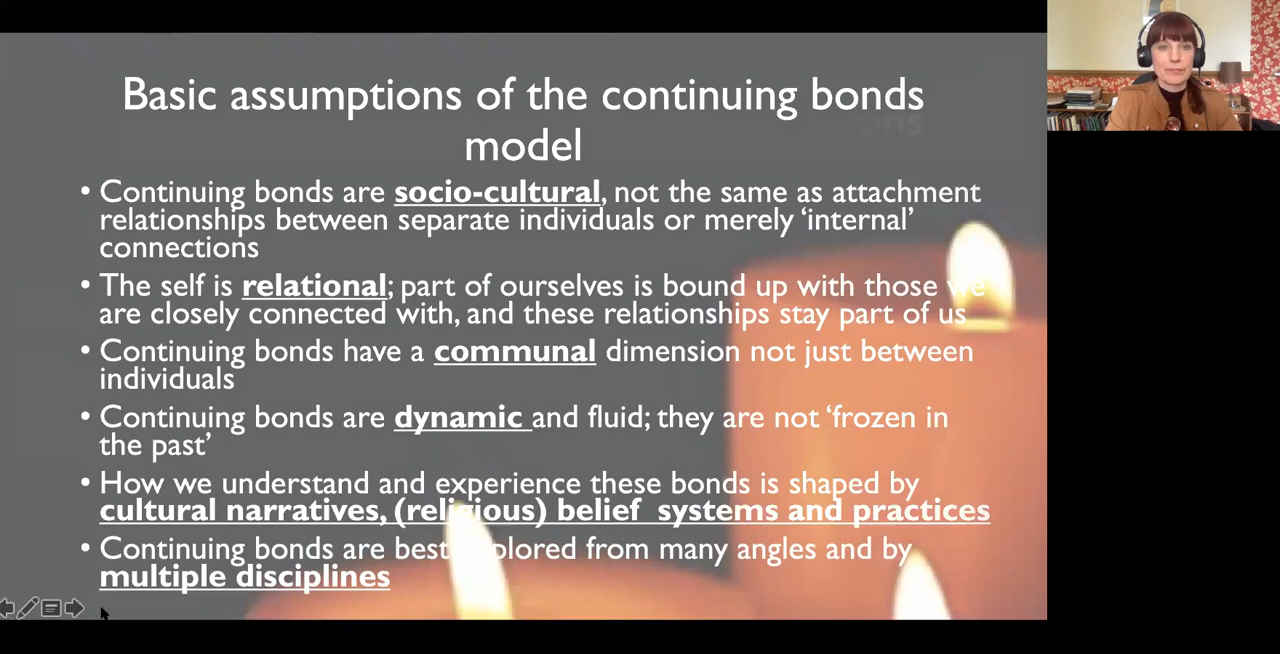 Basic assumptions of the continuing bonds
model
• Continuing bonds are socio-cultural, not the same as attachment
relationships between separate individuals or merely ‘internal’
connections
• The self is relational; part of ourselves is bound up with those we
are closely connected with, and these relationships stay part of us
• Continuing bonds have a communal dimension not just between
individuals
• Continuing bonds are dynamic and fluid; they are not ‘frozen in
the past’
• How we understand and experience these bonds is shaped by
cultural narratives, (religious) belief systems and practices
• Continuing bonds are best explored from many angles and by
multiple disciplines